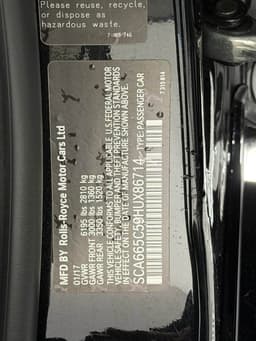 Please reuse, recycle,
or dispose as
hazardous waste.
MFD BY Rolls-Royce Motor Cars Ltd
01/17
GVWR 6195 lbs 2810 kg
GAWR FRONT 3000 lbs 1360 kg
GAWR REAR 3350 lbs 1520 kg
THIS VEHICLE CONFORMS TO ALL APPLICABLE U.S. FEDERAL MOTOR
VEHICLE SAFETY, BUMPER, AND THEFT PREVENTION STANDARDS
IN EFFECT ON THE DATE OF MANUFACTURE SHOWN ABOVE.
SCA665C59HUX86714 - TYPE: PASSENGER CAR